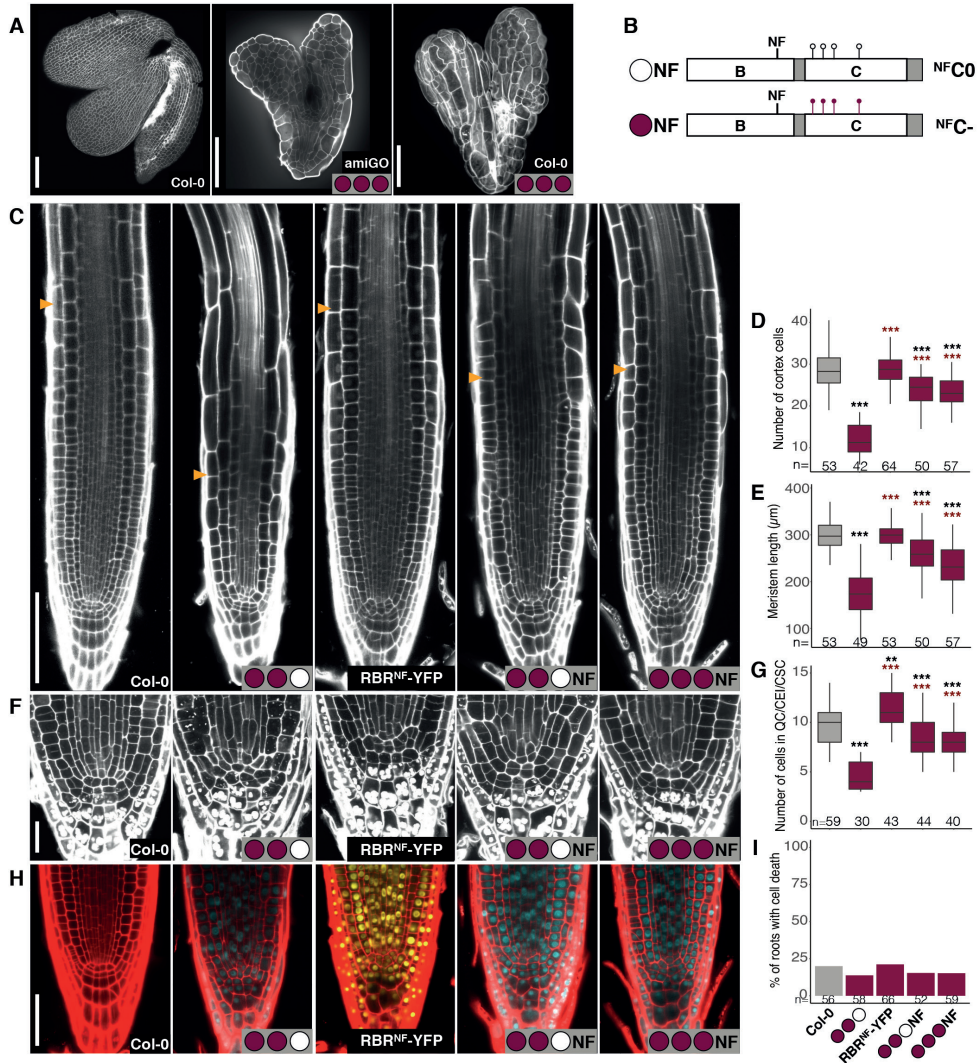 A
Col-0
amiGO
Col-0
B
NF
NF
B
C
NFC0
NF
NF
B
C
NFC-
C
Col-0
RBRNF-YFP
NF
NF
D
Number of cortex cells
40
30
20
10
***
***
***
***
***
***
n=
53
42
64
50
57
E
Meristem length (µm)
400
300
200
100
***
***
***
***
***
***
n=
53
49
53
50
57
F
Col-0
RBRNF-YFP
NF
NF
G
Number of cells in QC/CEI/CSC
15
10
5
0
***
**
***
***
***
***
***
n=59
30
43
44
40
H
Col-0
RBRNF-YFP
NF
NF
I
% of roots with cell death
100
75
50
25
0
n=
56
58
66
52
59
Col-0
RBRNF-YFP
NF
NF